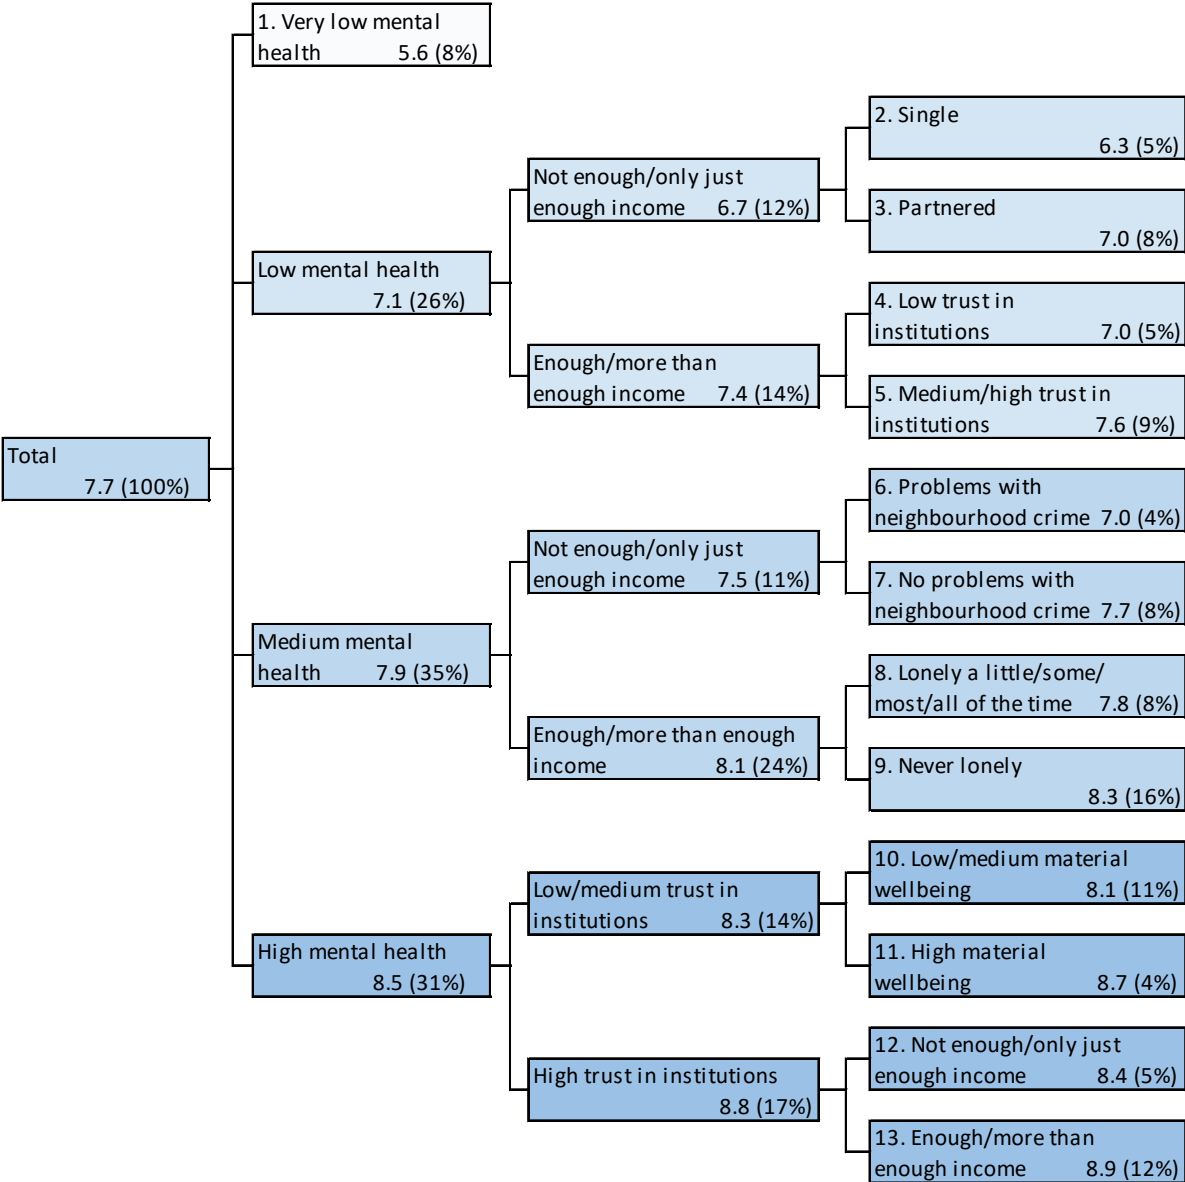 1. Very low mental
health 5.6 (8%)
2. Single
6.3 (5%)
Not enough/only just
enough income 6.7 (12%)
3. Partnered
7.0 (8%)
Low mental health
7.1 (26%)
4. Low trust in
institutions 7.0 (5%)
Enough/more than
enough income 7.4 (14%)
5. Medium/high trust in
institutions 7.6 (9%)
Total
7.7 (100%)
6. Problems with
neighbourhood crime 7.0 (4%)
Not enough/only just
enough income 7.5 (11%)
7. No problems with
neighbourhood crime 7.7 (8%)
Medium mental
health 7.9 (35%)
8. Lonely a little/some/
most/all of the time 7.8 (8%)
Enough/more than enough
income 8.1 (24%)
9. Never lonely
8.3 (16%)
10. Low/medium material
wellbeing 8.1 (11%)
Low/medium trust in
institutions 8.3 (14%)
11. High material
wellbeing 8.7 (4%)
High mental health
8.5 (31%)
12. Not enough/only just
enough income 8.4 (5%)
High trust in institutions
8.8 (17%)
13. Enough/more than
enough income 8.9 (12%)